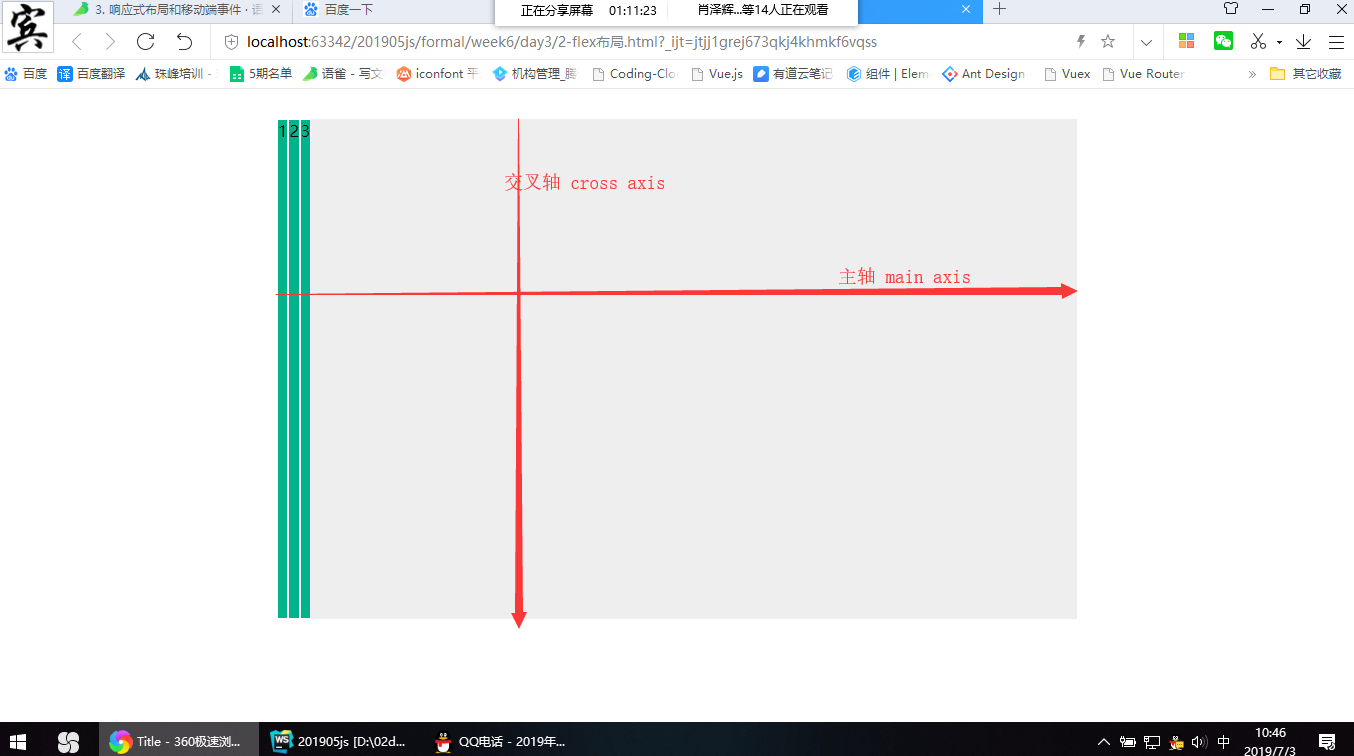 宾
3. 响应式布局和移动端事件 · 语
百度一下
正在分享屏幕 01:11:23 肖泽辉...等14人正在观看
localhost:63342/201905js/formal/week6/day3/2-flex布局.html?_ijt=jtjj1grej673qkj4khmkf6vqss
百度 译 百度翻译 珠峰培训 - 5期名单 语雀 - 写文 iconfont 平 机构管理_腾 Coding-Clo Vue.js 有道云笔记 组件 | Elem Ant Design Vuex Vue Router » 其它收藏
1 2 3
交叉轴 cross axis
主轴 main axis
Title - 360极速浏... WS 201905js [D:\02d... QQ电话 - 2019年... 中 10:46
2019/7/3